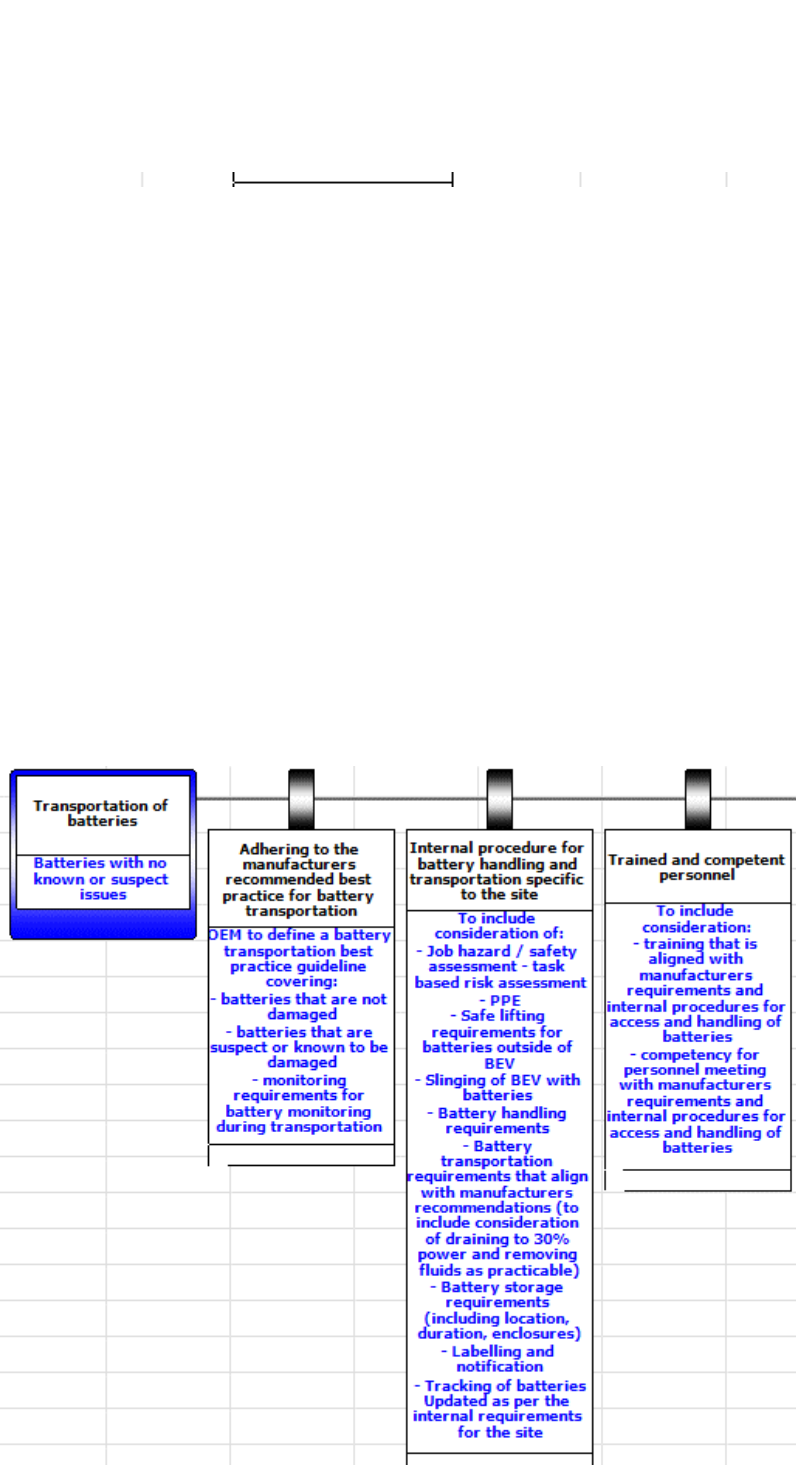 Transportation of
batteries
Batteries with no
known or suspect
issues
Adhering to the
manufacturers
recommended best
practice for battery
transportation
OEM to define a battery
transportation best
practice guideline
covering:
- batteries that are not
damaged
- batteries that are
suspect or known to be
damaged
- monitoring
requirements for
battery monitoring
during transportation
Internal procedure for
battery handling and
transportation specific
to the site
To include
consideration of:
- Job hazard / safety
assessment - task
based risk assessment
- PPE
- Safe lifting
requirements for
batteries outside of
BEV
- Slinging of BEV with
batteries
- Battery handling
requirements
- Battery
transportation
requirements that align
with manufacturers
recommendations (to
include consideration
of draining to 30%
power and removing
fluids as practicable)
- Battery storage
requirements
(including location,
duration, enclosures)
- Labelling and
notification
- Tracking of batteries
Updated as per the
internal requirements
for the site
Trained and competent
personnel
To include
consideration:
- training that is
aligned with
manufacturers
requirements and
internal procedures for
access and handling of
batteries
- competency for
personnel meeting
with manufacturers
requirements and
internal procedures for
access and handling of
batteries